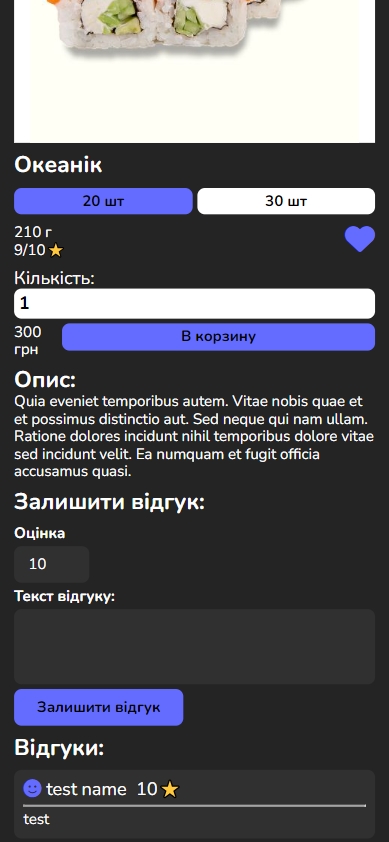 Океанік
20 шт
30 шт
210 г
9/10
Кількість:
1
300
грн
В корзину
Опис:
Quia eveniet temporibus autem. Vitae nobis quae et
et possimus distinctio aut. Sed neque qui nam ullam.
Ratione dolores incidunt nihil temporibus dolore vitae
sed incidunt velit. Ea numquam et fugit officia
accusamus quasi.
Залишити відгук:
Оцінка
10
Текст відгуку:
Залишити відгук
Відгуки:
test name 10
test